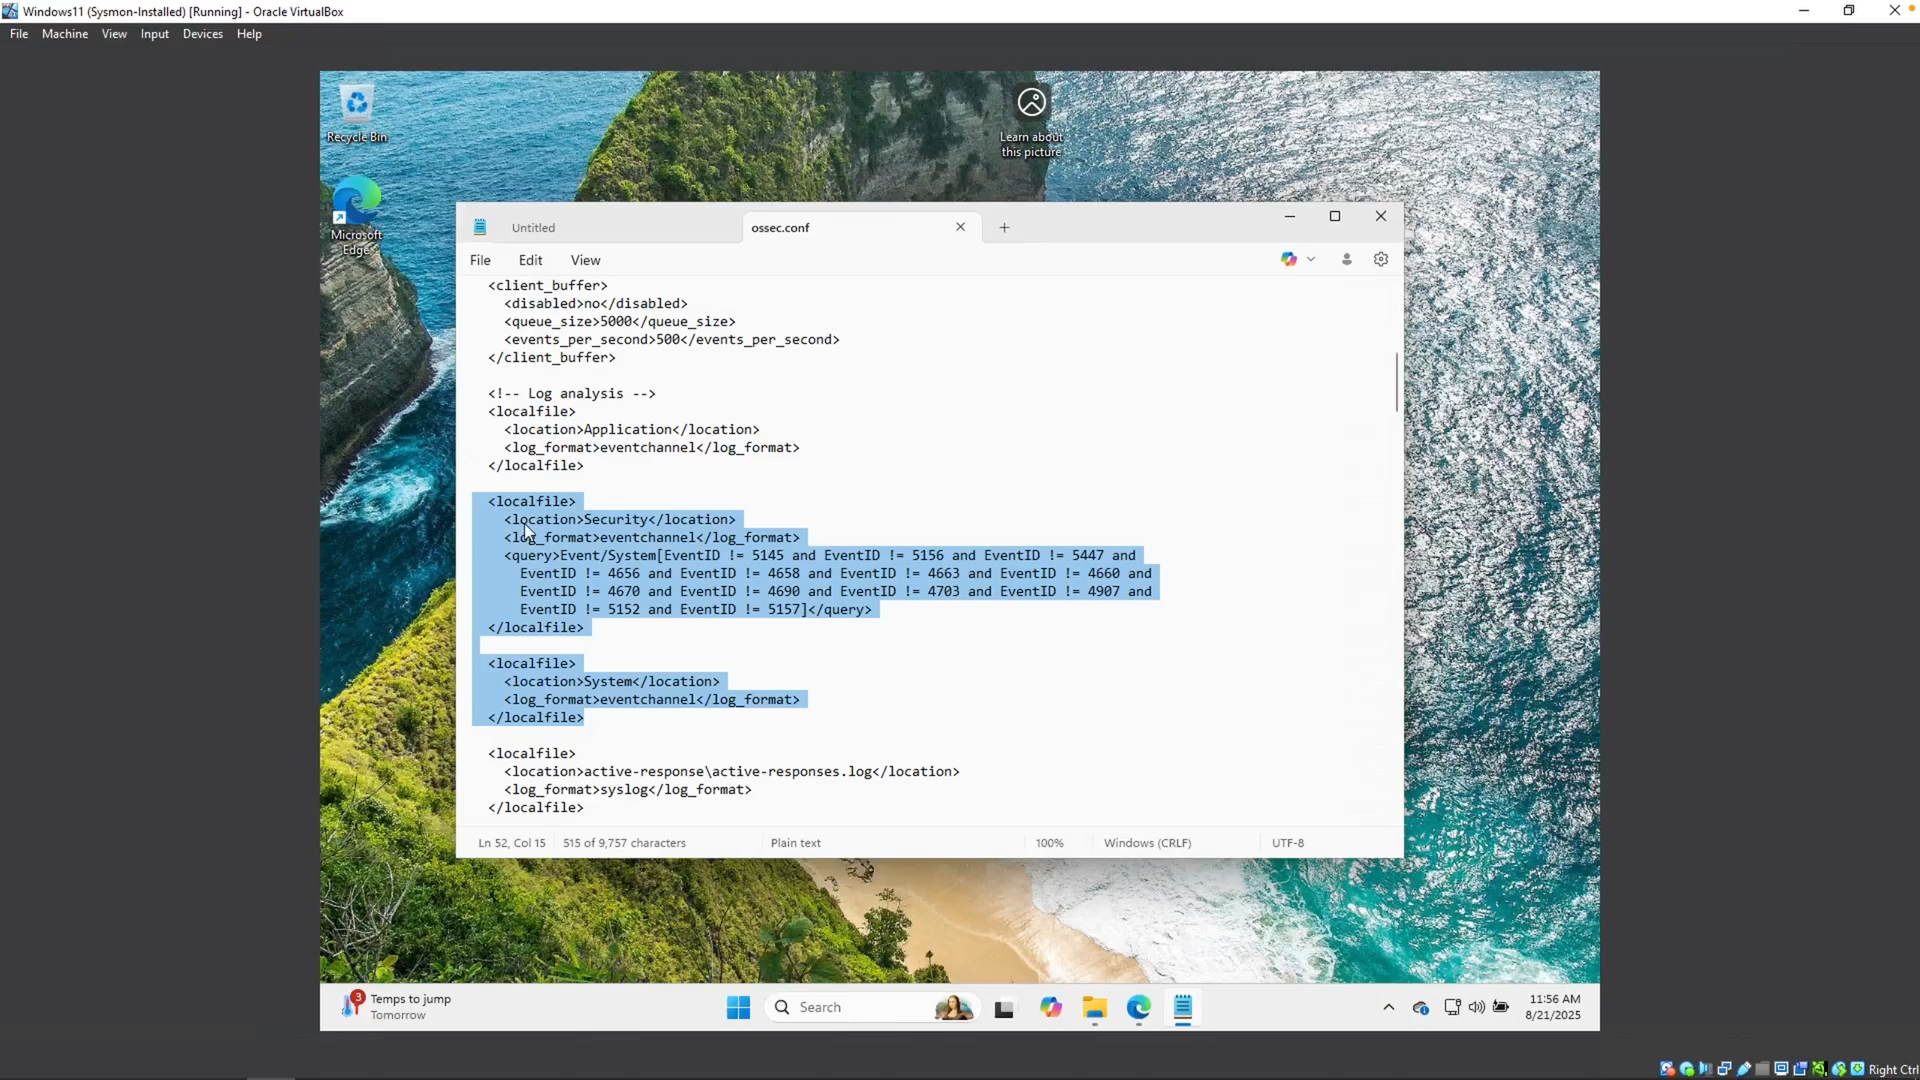 Windows11 (Sysmon-Installed) [Running] - Oracle VirtualBox
File Machine View Input Devices Help
Recycle Bin
Learn about
this picture
Microsoft
Edge
Untitled
ossec.conf
File Edit View
<client_buffer>
<disabled>no</disabled>
<queue_size>5000</queue_size>
<events_per_second>500</events_per_second>
</client_buffer>
<!-- Log analysis -->
<localfile>
<location>Application</location>
<log_format>eventchannel</log_format>
</localfile>
<localfile>
<location>Security</location>
<log_format>eventchannel</log_format>
<query>Event/System[EventID != 5145 and EventID != 5156 and EventID != 5447 and
EventID != 4656 and EventID != 4658 and EventID != 4663 and EventID != 4660 and
EventID != 4670 and EventID != 4690 and EventID != 4703 and EventID != 4907 and
EventID != 5152 and EventID != 5157]</query>
</localfile>
<localfile>
<location>System</location>
<log_format>eventchannel</log_format>
</localfile>
<localfile>
<location>active-response\active-responses.log</location>
<log_format>syslog</log_format>
</localfile>
Ln 52, Col 15 515 of 9,757 characters Plain text 100% Windows (CRLF) UTF-8
3
Temps to jump
Tomorrow
Search
11:56 AM
8/21/2025
Right Ctrl